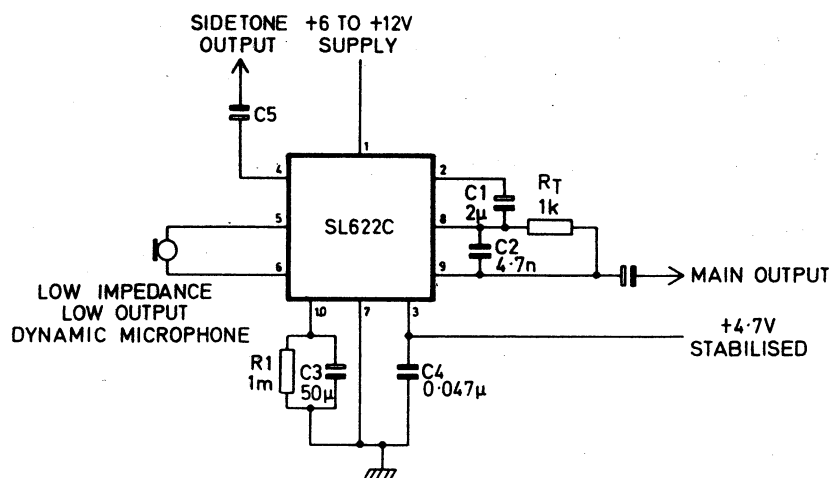 SIDETONE
OUTPUT
+6 TO +12V
SUPPLY
C5
1
4
2
C1
2µ
RT
1k
SL622C
5
8
C2
4·7n
6
9
MAIN OUTPUT
LOW IMPEDANCE
LOW OUTPUT
DYNAMIC MICROPHONE
10
7
3
+4·7V
STABILISED
R1
1m
C3
50µ
C4
0·047µ